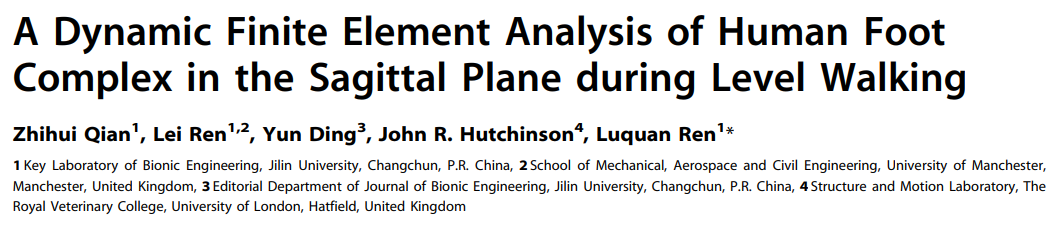 A Dynamic Finite Element Analysis of Human Foot
Complex in the Sagittal Plane during Level Walking
Zhihui Qian1, Lei Ren1,2, Yun Ding3, John R. Hutchinson4, Luquan Ren1*
1 Key Laboratory of Bionic Engineering, Jilin University, Changchun, P.R. China, 2 School of Mechanical, Aerospace and Civil Engineering, University of Manchester,
Manchester, United Kingdom, 3 Editorial Department of Journal of Bionic Engineering, Jilin University, Changchun, P.R. China, 4 Structure and Motion Laboratory, The
Royal Veterinary College, University of London, Hatfield, United Kingdom